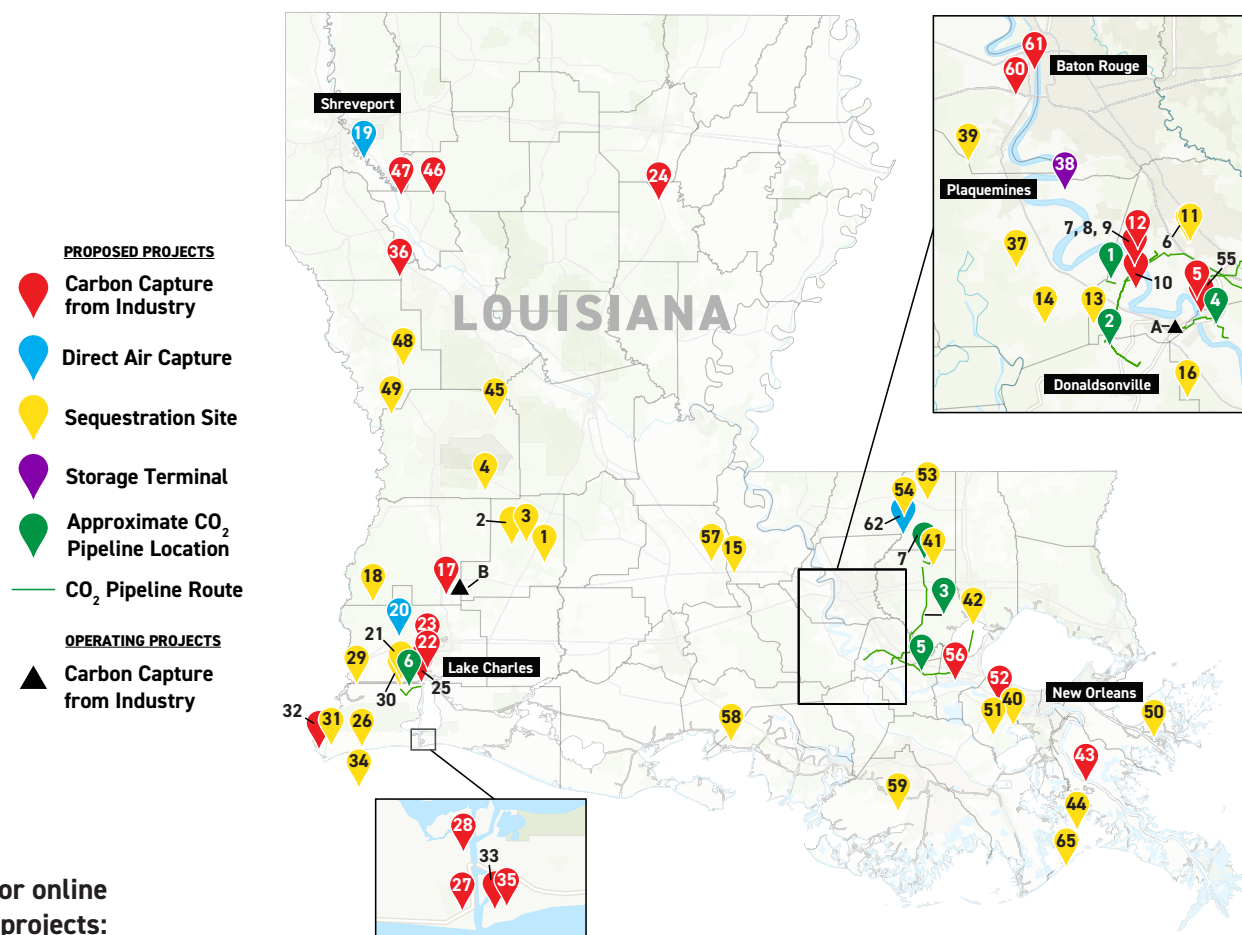 PROPOSED PROJECTS
Carbon Capture
from Industry
Direct Air Capture
Sequestration Site
Storage Terminal
Approximate CO2
Pipeline Location
CO2 Pipeline Route
OPERATING PROJECTS
Carbon Capture
from Industry
or online
projects:
LOUISIANA
Shreveport
19
47
46
24
36
48
49
45
4
2
3
1
57
15
17
B
18
20
23
22
21
29
6
Lake Charles
25
30
32
31
26
34
58
28
33
27
35
53
54
62
7
41
3
42
5
56
52
New Orleans
40
51
50
43
59
44
65
61
60
Baton Rouge
39
38
Plaquemines
12
11
7, 8, 9
6
37
1
55
5
10
14
13
4
2
A
16
Donaldsonville